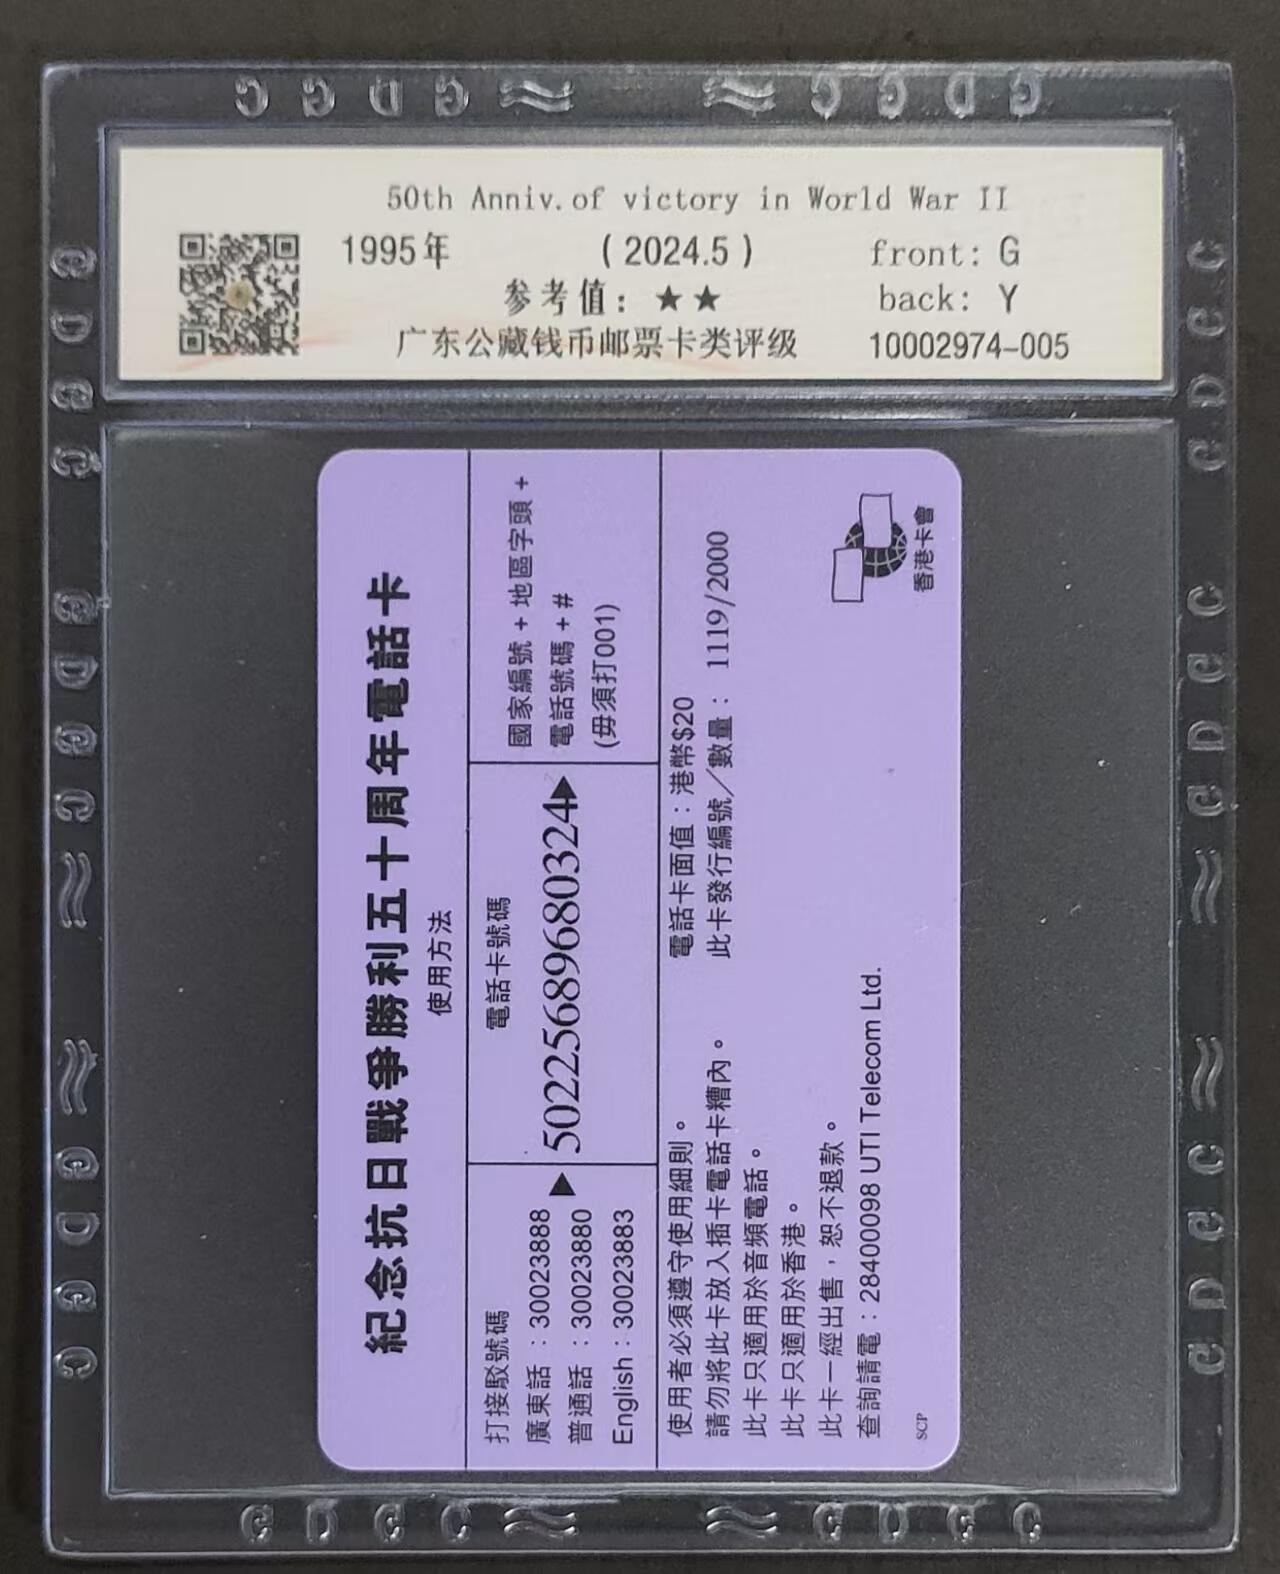 50th Anniv.of victory in World War II
1995年 (2024.5) front: G
参考值: ★★ back: Y
广东公藏钱币邮票卡类评级 10002974-005
紀念抗日戰爭勝利五十周年電話卡
使用方法
打接駁號碼
廣東話：30023888
普通話：30023880
English：30023883
電話卡號碼
▶ 50225689680324▶
國家編號 + 地區字頭 +
電話號碼 + #
(毋須打001)
使用者必須遵守使用細則。
請勿將此卡放入插卡電話卡糟內。
此卡只適用於音頻電話。
此卡只適用於香港。
此卡一經出售，恕不退款。
查詢請電：28400098 UTI Telecom Ltd.
電話卡面值：港幣$20
此卡發行編號／數量： 1119/2000
香港卡會
SCP